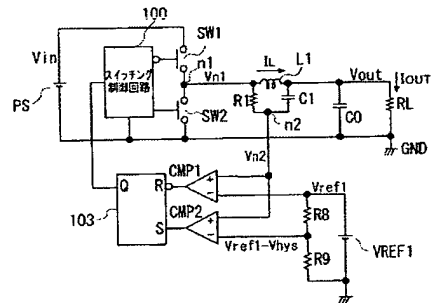 100
SW1
Vin
スイッチング
制御回路
n1
Vn1
IL
L1
Vout
IOUT
PS
R1
C1
C0
RL
SW2
n2
GND
Vn2
CMP1
Q
R
+
-
Vref1
103
CMP2
S
+
-
R8
Vref1-Vhys
VREF1
R9